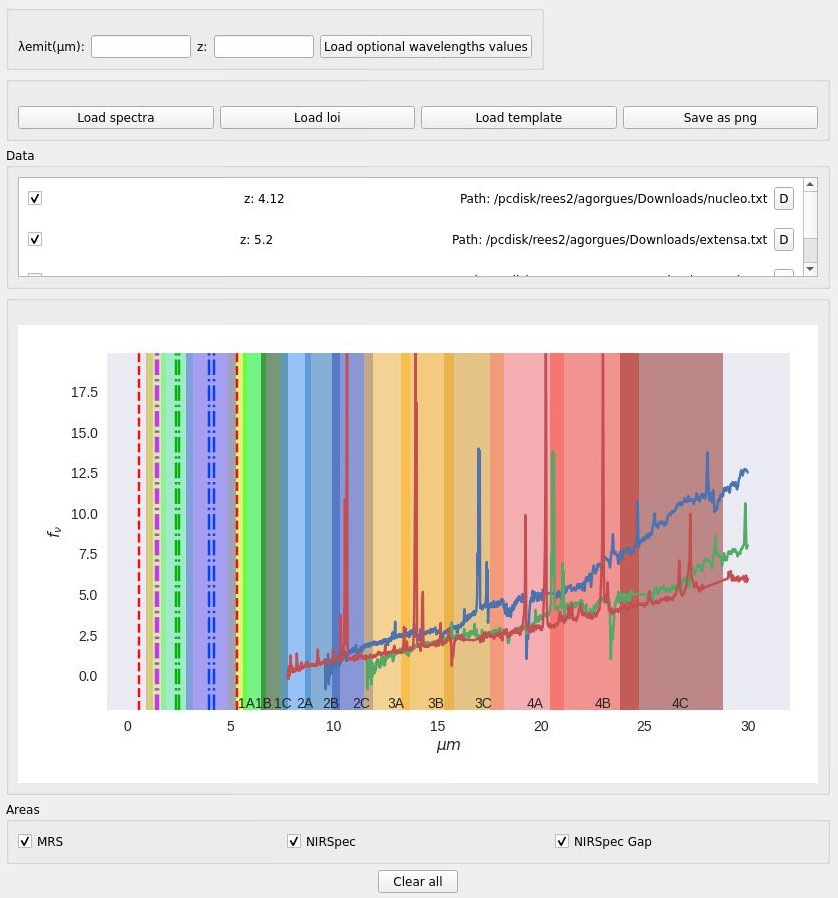 λemit(μm): z: Load optional wavelengths values
Load spectra Load loi Load template Save as png
Data
z: 4.12 Path: /pcdisk/rees2/agorgues/Downloads/nucleo.txt D
z: 5.2 Path: /pcdisk/rees2/agorgues/Downloads/extensa.txt D
17.5
15.0
12.5
10.0
7.5
5.0
2.5
0.0
fν
1A 1B 1C 2A 2B 2C 3A 3B 3C 4A 4B 4C
0 5 10 15 20 25 30
μm
Areas
MRS NIRSpec NIRSpec Gap
Clear all